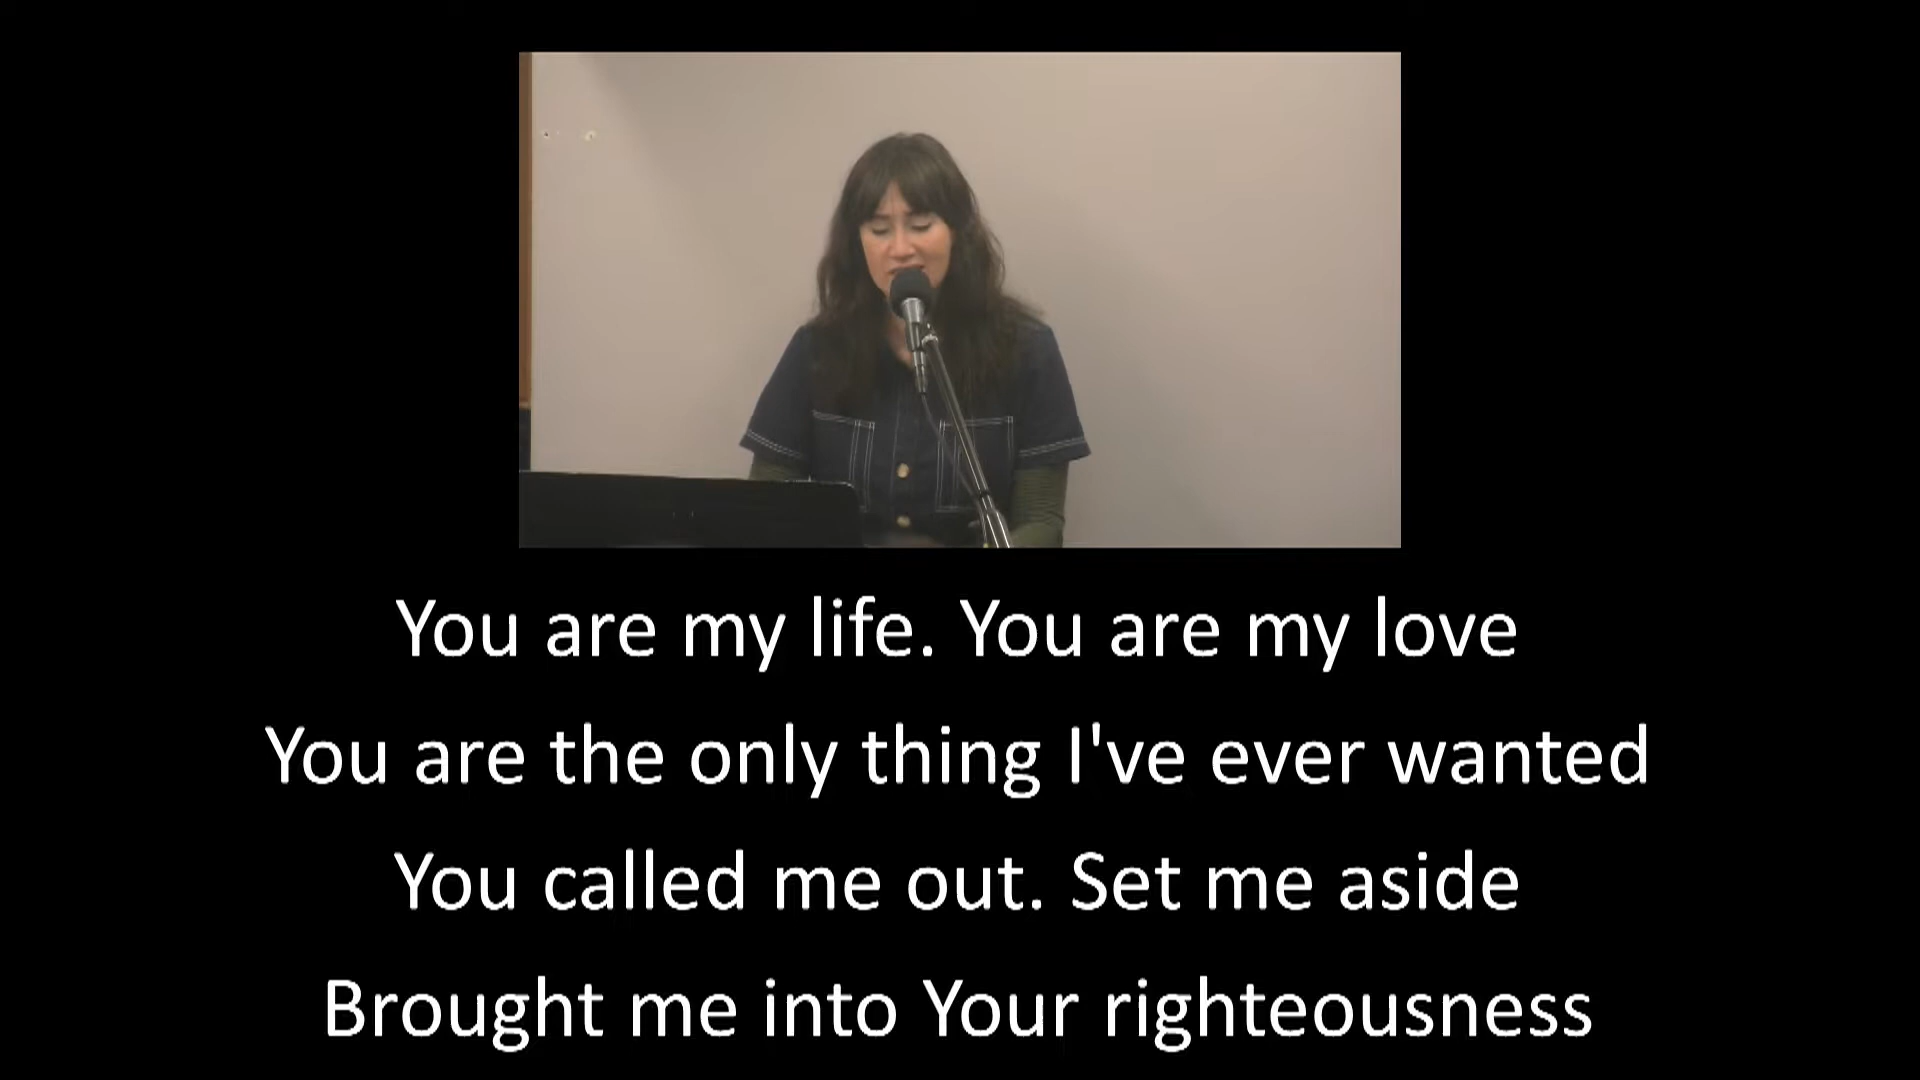 You are my life. You are my love
You are the only thing I've ever wanted
You called me out. Set me aside
Brought me into Your righteousness